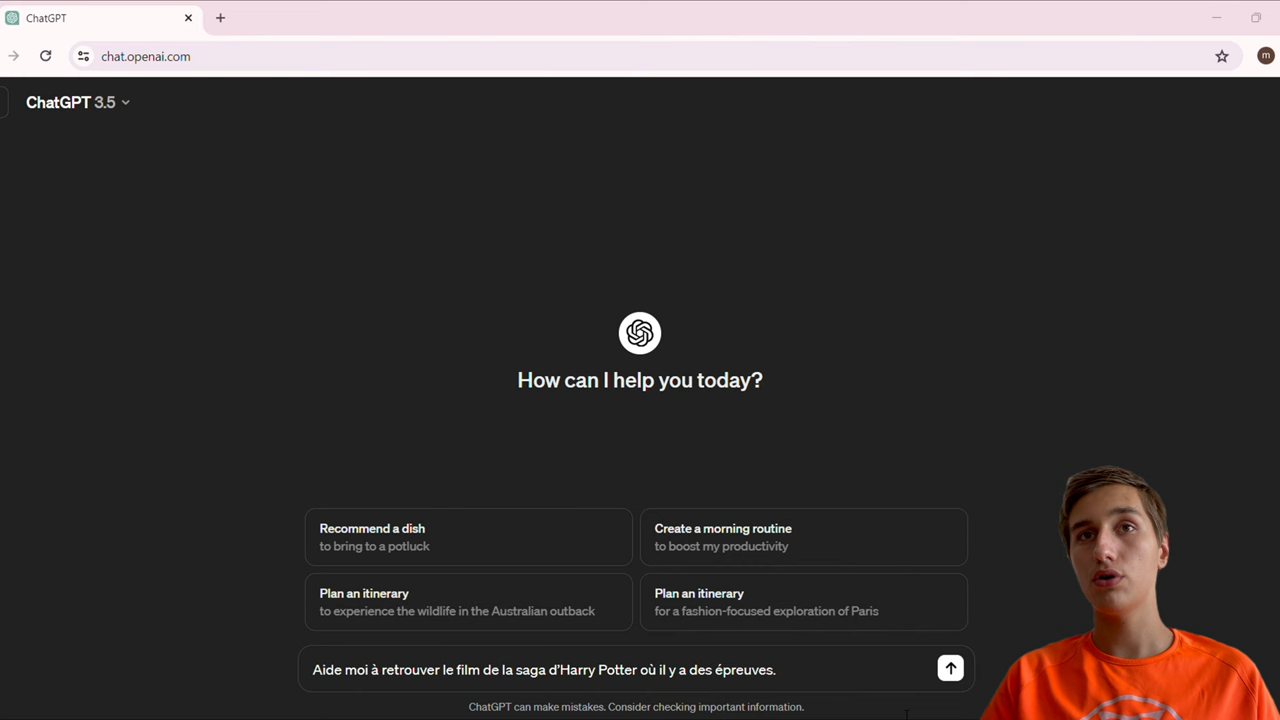 ChatGPT
chat.openai.com
m
ChatGPT 3.5
How can I help you today?
Recommend a dish
to bring to a potluck
Create a morning routine
to boost my productivity
Plan an itinerary
to experience the wildlife in the Australian outback
Plan an itinerary
for a fashion-focused exploration of Paris
Aide moi à retrouver le film de la saga d'Harry Potter où il y a des épreuves.
ChatGPT can make mistakes. Consider checking important information.